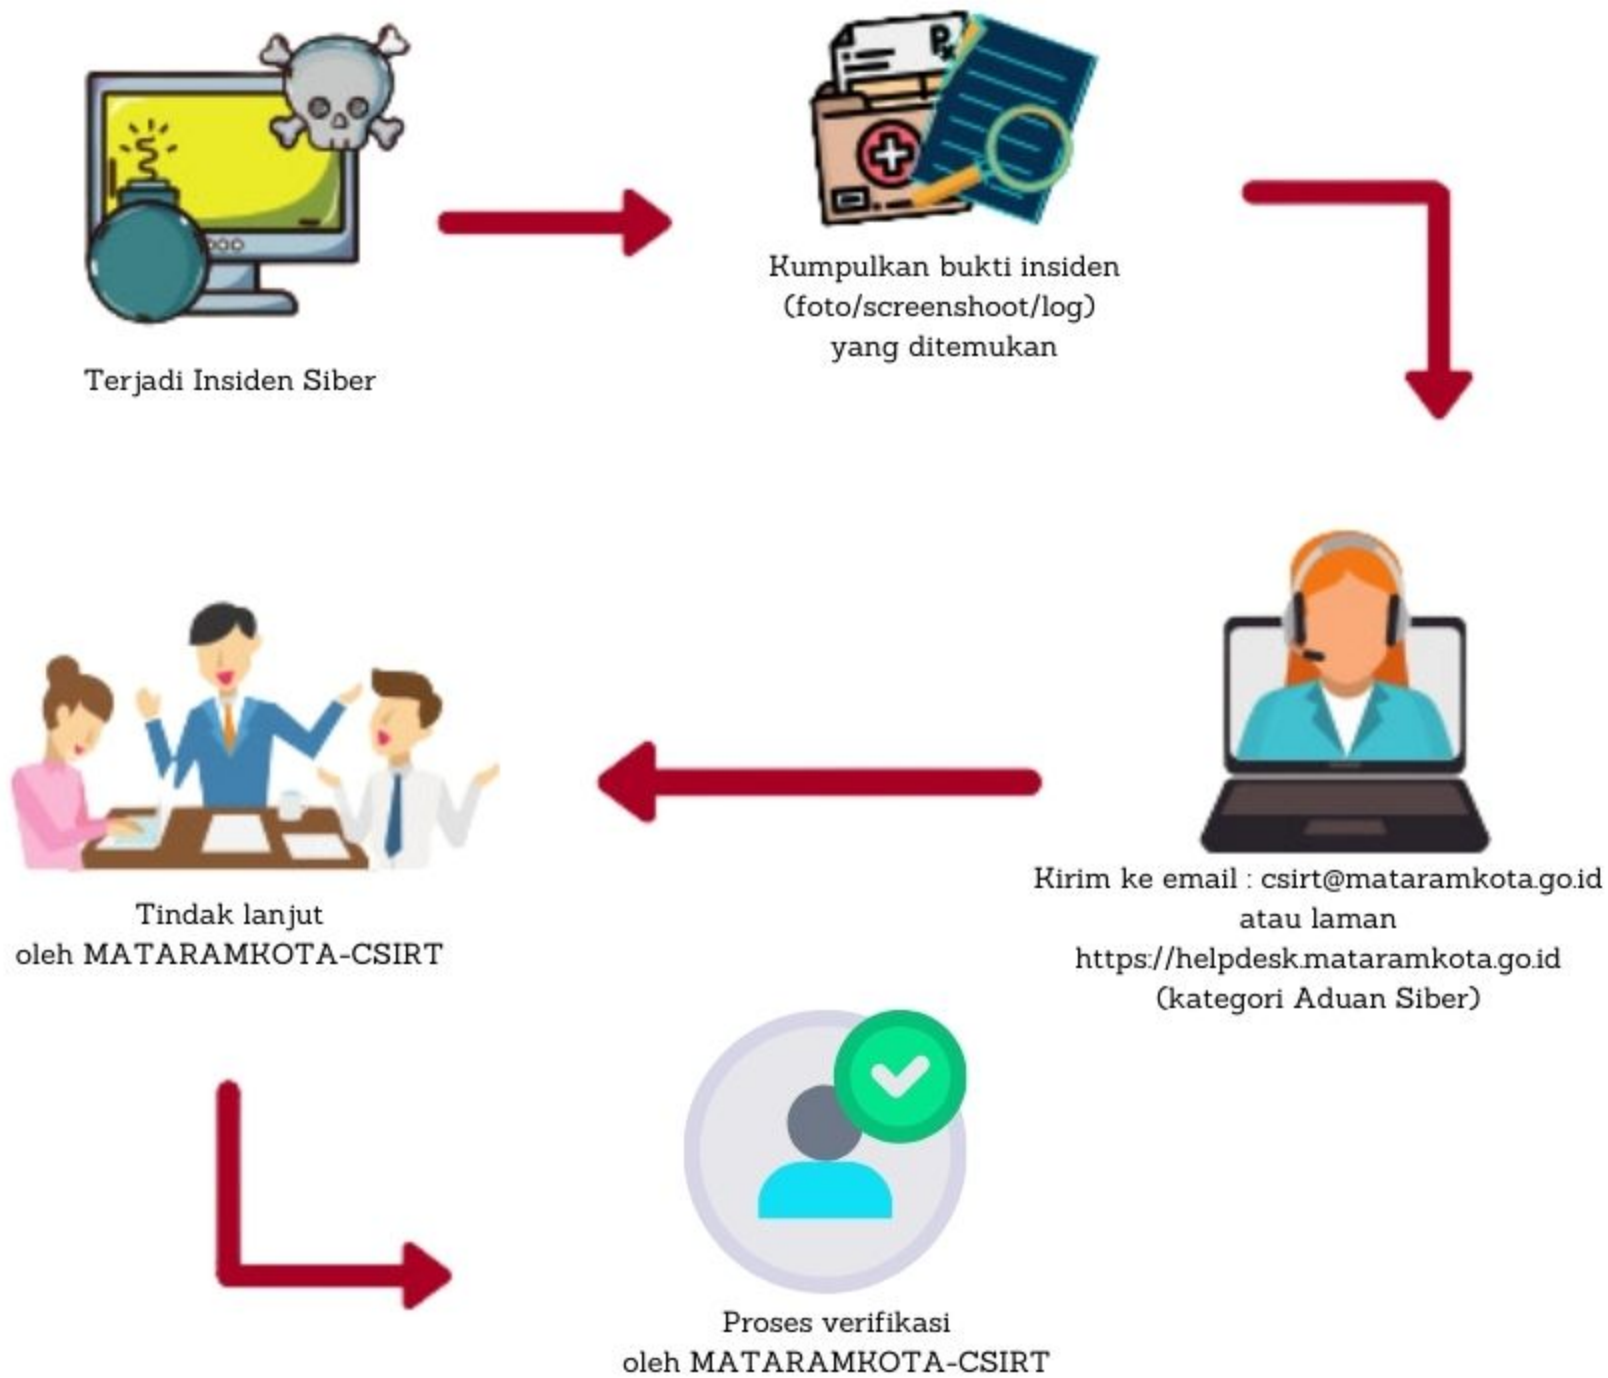 Terjadi Insiden Siber
Kumpulkan bukti insiden
(foto/screenshoot/log)
yang ditemukan
Kirim ke email : csirt@mataramkota.go.id
atau laman
https://helpdesk.mataramkota.go.id
(kategori Aduan Siber)
Tindak lanjut
oleh MATARAMKOTA-CSIRT
Proses verifikasi
oleh MATARAMKOTA-CSIRT